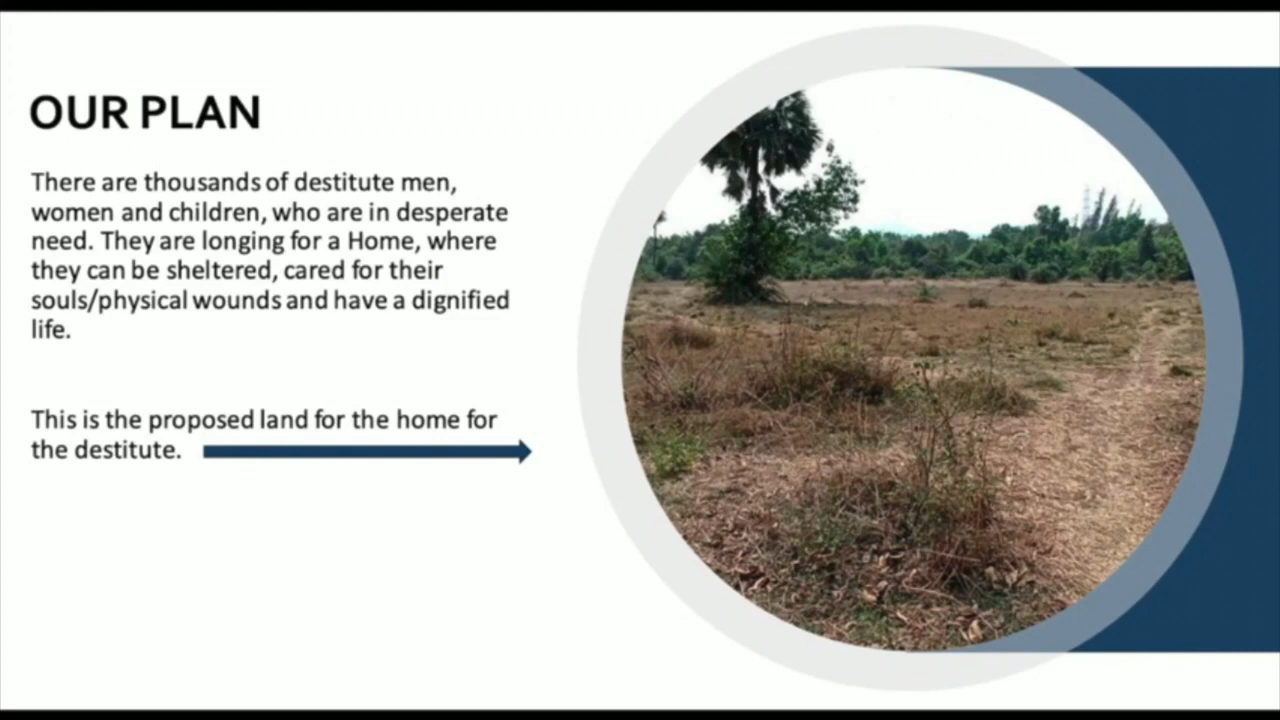 OUR PLAN
There are thousands of destitute men,
women and children, who are in desperate
need. They are longing for a Home, where
they can be sheltered, cared for their
souls/physical wounds and have a dignified
life.
This is the proposed land for the home for
the destitute.